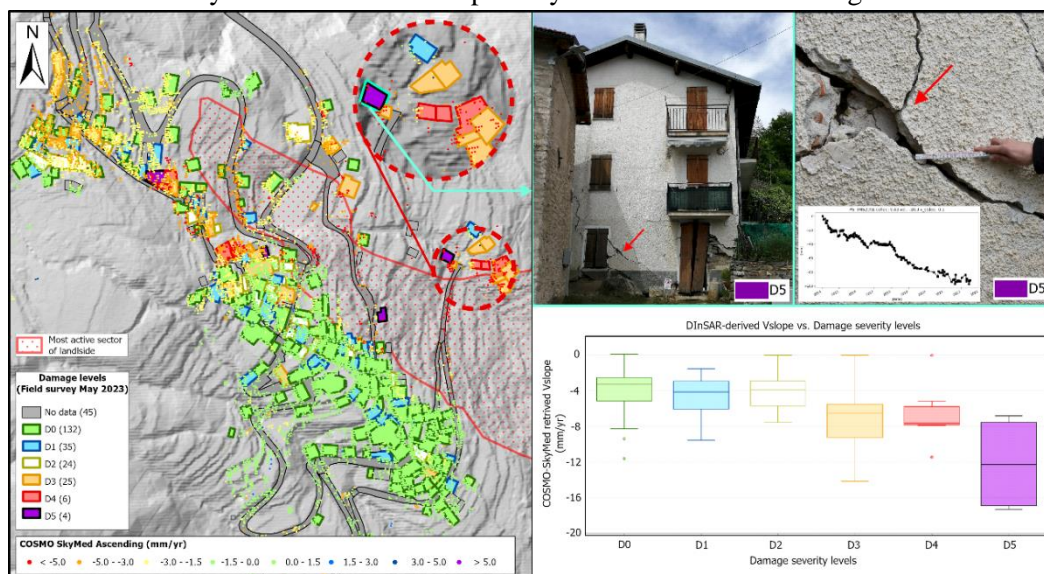 N
Most active sector
of landslide
Damage levels
(Field survey May 2023)
No data (45)
D0 (132)
D1 (35)
D2 (24)
D3 (25)
D4 (6)
D5 (4)
COSMO SkyMed Ascending (mm/yr)
< -5.0
-5.0 - -3.0
-3.0 - -1.5
-1.5 - 0.0
0.0 - 1.5
1.5 - 3.0
3.0 - 5.0
> 5.0
D5
D5
DInSAR-derived Vslope vs. Damage severity levels
COSMO-SkyMed retrived Vslope
(mm/yr)
0
-4
-8
-12
-16
-20
D0 D1 D2 D3 D4 D5
Damage severity levels